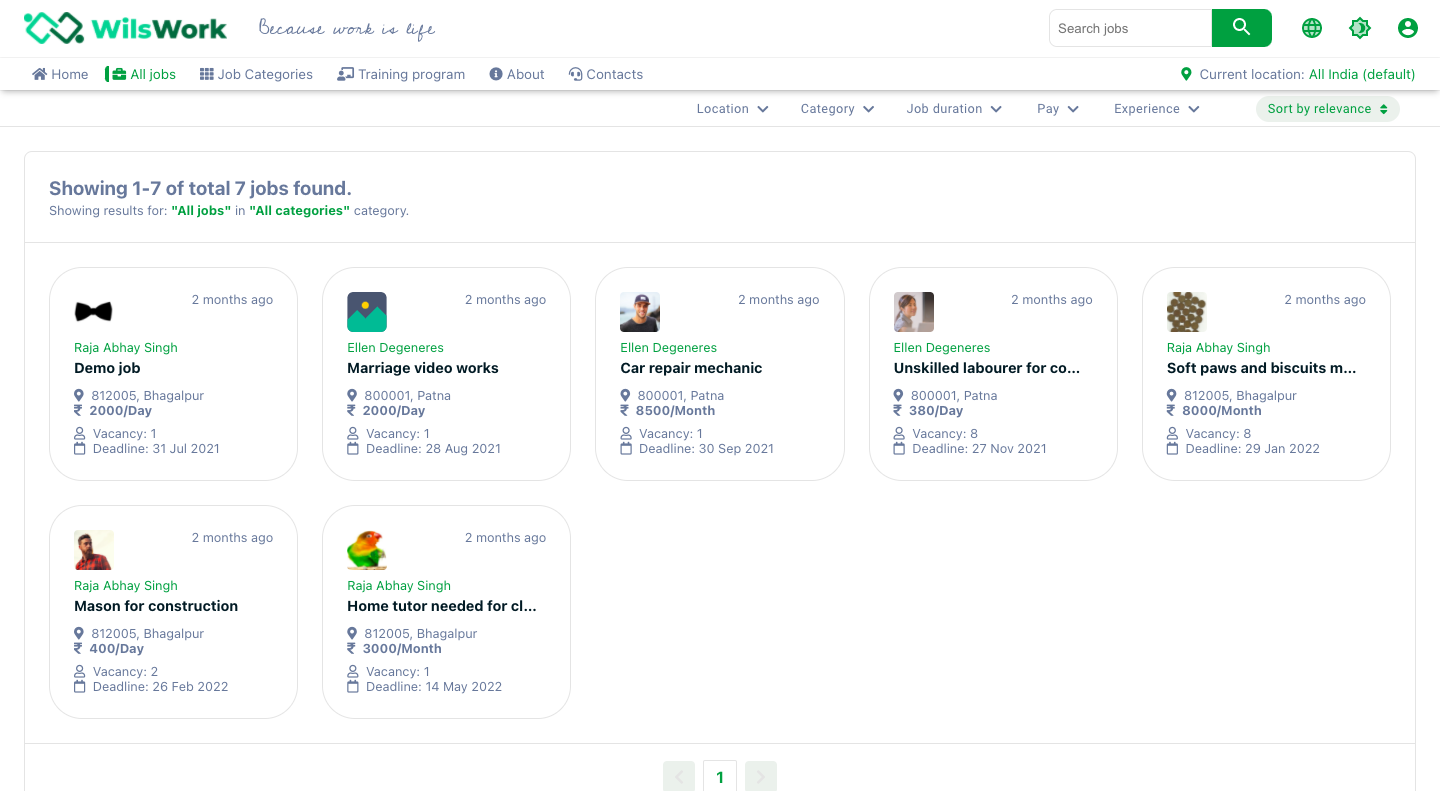 WilsWork
Because work is life
Search jobs
Home
All jobs
Job Categories
Training program
About
Contacts
Current location: All India (default)
Location
Category
Job duration
Pay
Experience
Sort by relevance
Showing 1-7 of total 7 jobs found.
Showing results for: "All jobs" in "All categories" category.
2 months ago
Raja Abhay Singh
Demo job
812005, Bhagalpur
₹ 2000/Day
Vacancy: 1
Deadline: 31 Jul 2021
2 months ago
Ellen Degeneres
Marriage video works
800001, Patna
₹ 2000/Day
Vacancy: 1
Deadline: 28 Aug 2021
2 months ago
Ellen Degeneres
Car repair mechanic
800001, Patna
₹ 8500/Month
Vacancy: 1
Deadline: 30 Sep 2021
2 months ago
Ellen Degeneres
Unskilled labourer for co...
800001, Patna
₹ 380/Day
Vacancy: 8
Deadline: 27 Nov 2021
2 months ago
Raja Abhay Singh
Soft paws and biscuits m...
812005, Bhagalpur
₹ 8000/Month
Vacancy: 8
Deadline: 29 Jan 2022
2 months ago
Raja Abhay Singh
Mason for construction
812005, Bhagalpur
₹ 400/Day
Vacancy: 2
Deadline: 26 Feb 2022
2 months ago
Raja Abhay Singh
Home tutor needed for cl...
812005, Bhagalpur
₹ 3000/Month
Vacancy: 1
Deadline: 14 May 2022
1